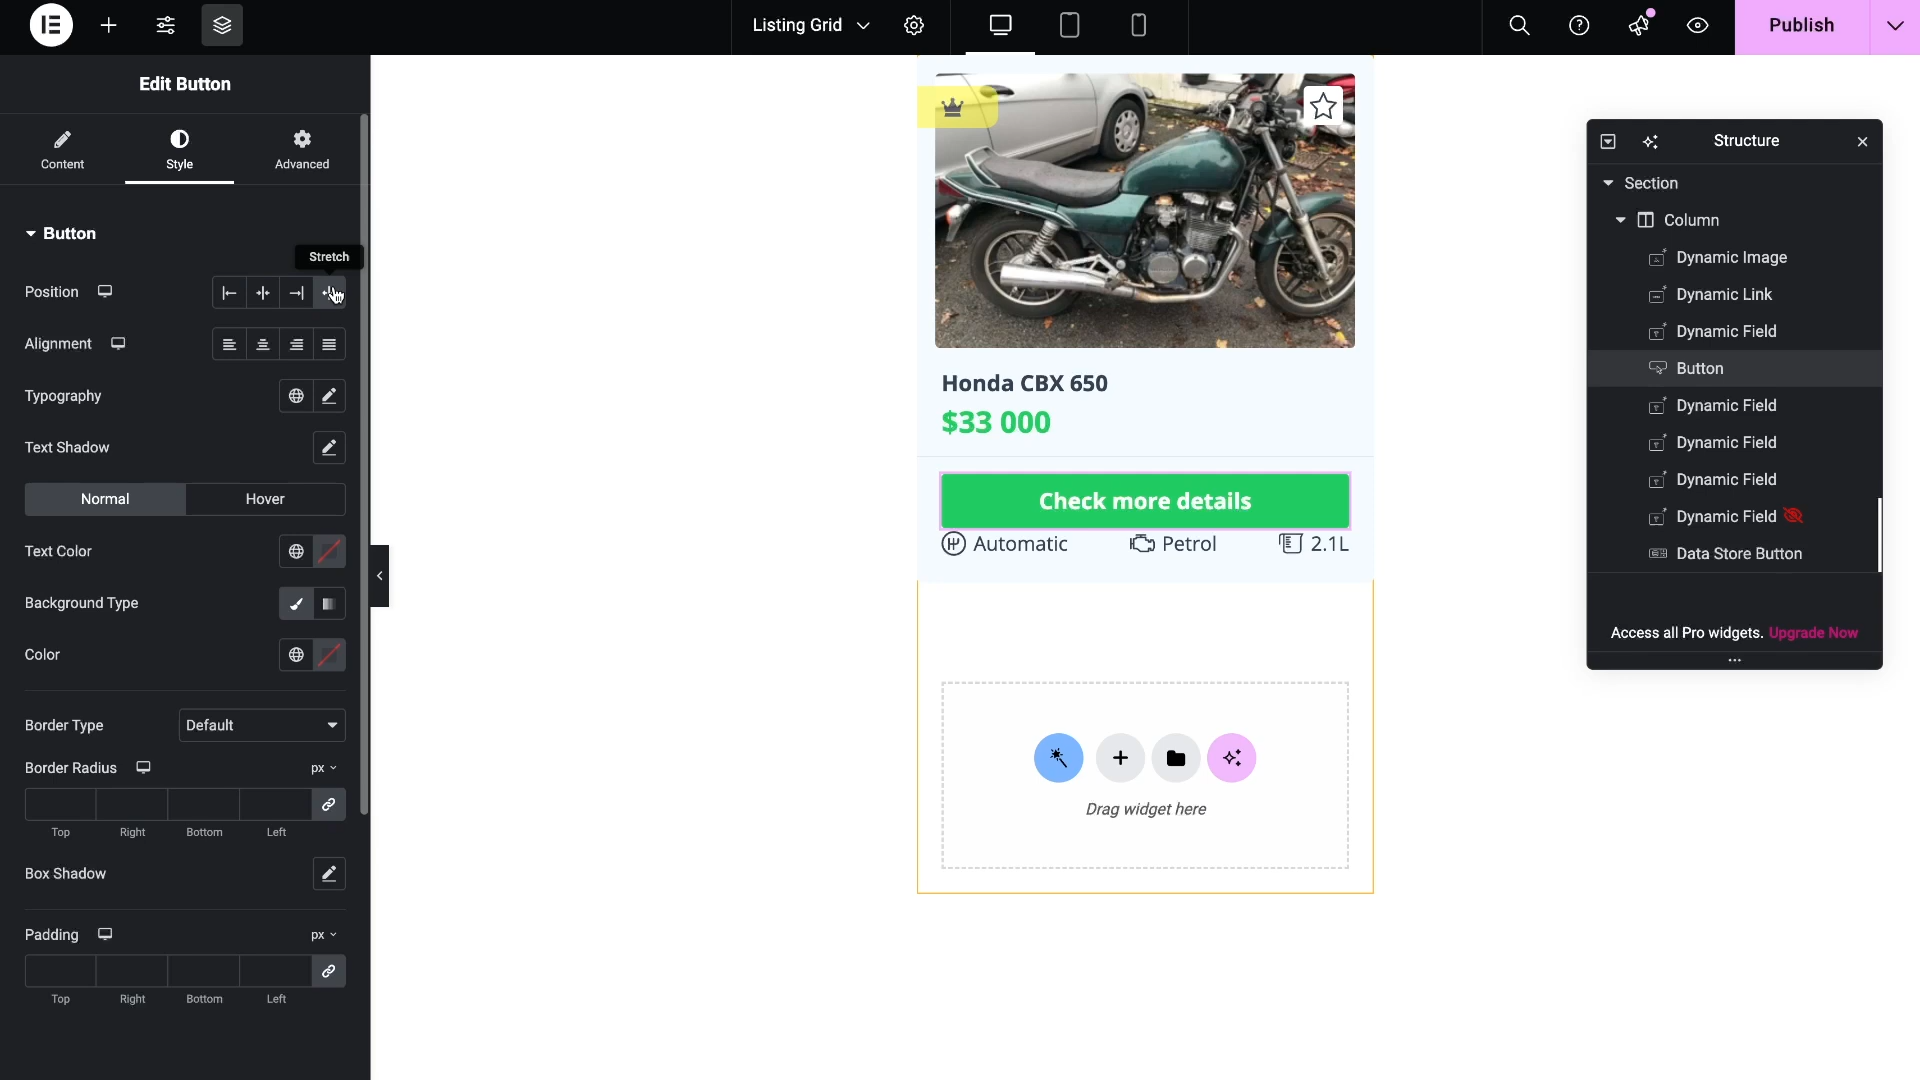 Listing Grid
Publish
Edit Button
Content
Style
Advanced
Button
Stretch
Position
Alignment
Typography
Text Shadow
Normal
Hover
Text Color
Background Type
Color
Border Type
Default
Border Radius
px
Top
Right
Bottom
Left
Box Shadow
Padding
px
Top
Right
Bottom
Left
Honda CBX 650
$33 000
Check more details
Automatic
Petrol
2.1L
Drag widget here
Structure
Section
Column
Dynamic Image
Dynamic Link
Dynamic Field
Button
Dynamic Field
Dynamic Field
Dynamic Field
Dynamic Field
Data Store Button
Access all Pro widgets. Upgrade Now